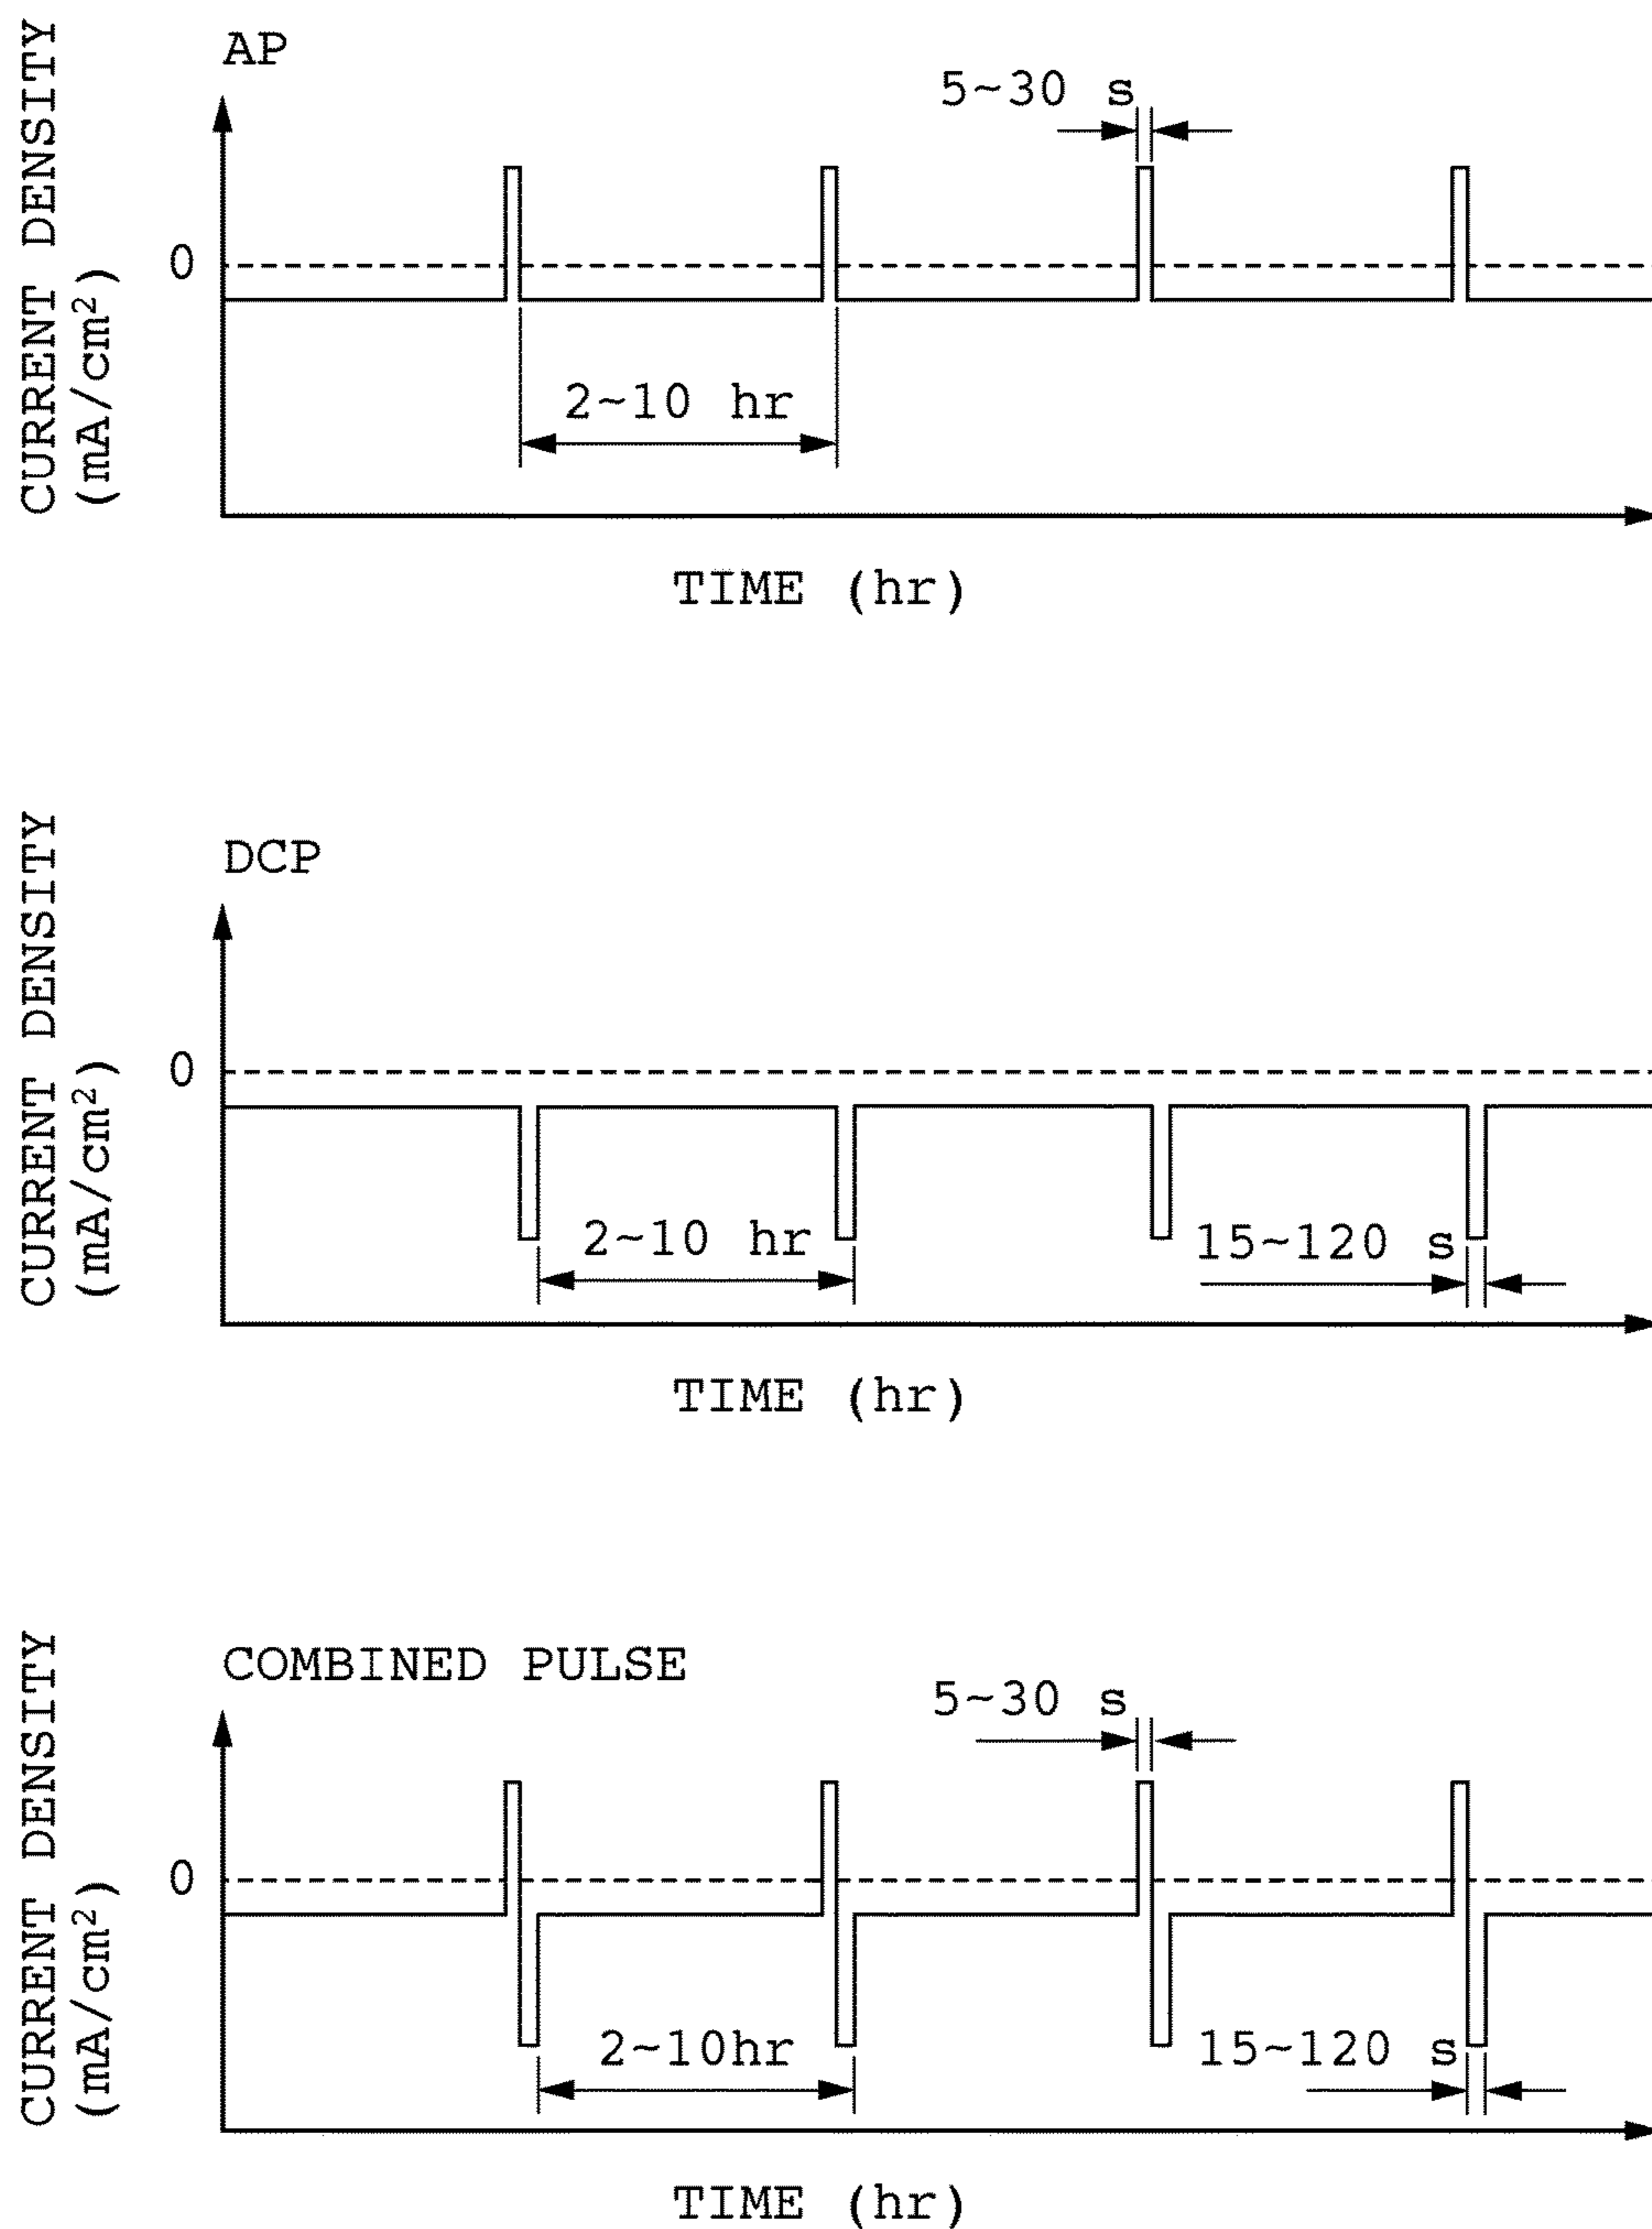 AP
CURRENT DENSITY
(mA/cm²)
5~30 s
0
2~10 hr
TIME (hr)
DCP
CURRENT DENSITY
(mA/cm²)
0
2~10 hr
15~120 s
TIME (hr)
COMBINED PULSE
CURRENT DENSITY
(mA/cm²)
5~30 s
0
2~10hr
15~120 s
TIME (hr)